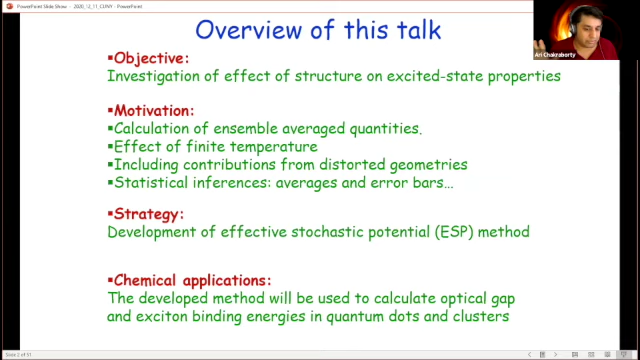 PowerPoint Slide Show - 2020_12_11_CUNY - PowerPoint
Overview of this talk
Ari Chakraborty
▪Objective:
Investigation of effect of structure on excited-state properties
▪Motivation:
▪Calculation of ensemble averaged quantities.
▪Effect of finite temperature
▪Including contributions from distorted geometries
▪Statistical inferences: averages and error bars…
▪Strategy:
Development of effective stochastic potential (ESP) method
▪Chemical applications:
The developed method will be used to calculate optical gap
and exciton binding energies in quantum dots and clusters
Slide 2 of 51